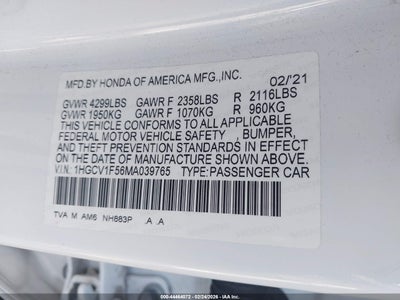 MFD.BY HONDA OF AMERICA MFG.,INC. 02/'21
GVWR 4299LBS GAWR F 2358LBS R 2116LBS
GVWR 1950KG GAWR F 1070KG R 960KG
THIS VEHICLE CONFORMS TO ALL APPLICABLE
FEDERAL MOTOR VEHICLE SAFETY , BUMPER,
AND THEFT PREVENTION STANDARDS IN EFFECT
ON THE DATE OF MANUFACTURE SHOWN ABOVE.
V.I.N.: 1HGCV1F56MA039765 TYPE:PASSENGER CAR
TVA M AM6 NH883P .A .A
000-44464072 - 02/24/2026 - IAA Inc.